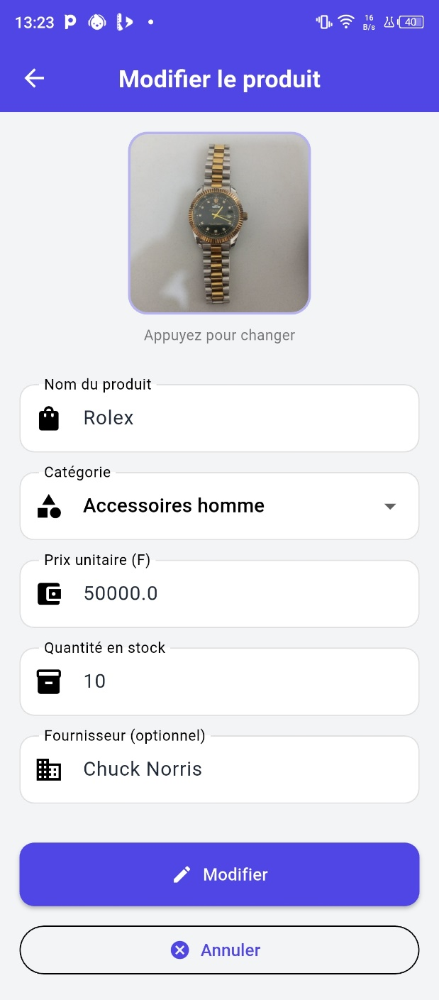 13:23
16
B/s
40
Modifier le produit
Appuyez pour changer
Nom du produit
Rolex
Catégorie
Accessoires homme
Prix unitaire (F)
50000.0
Quantité en stock
10
Fournisseur (optionnel)
Chuck Norris
Modifier
Annuler